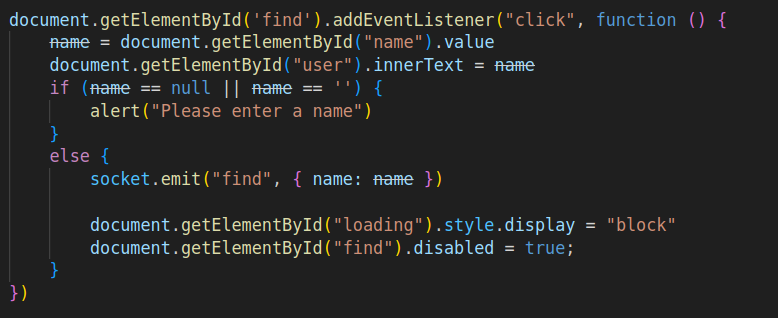 document.getElementById('find').addEventListener("click", function () {
    name = document.getElementById("name").value
    document.getElementById("user").innerText = name
    if (name == null || name == '') {
        alert("Please enter a name")
    }
    else {
        socket.emit("find", { name: name })

        document.getElementById("loading").style.display = "block"
        document.getElementById("find").disabled = true;
    }
})